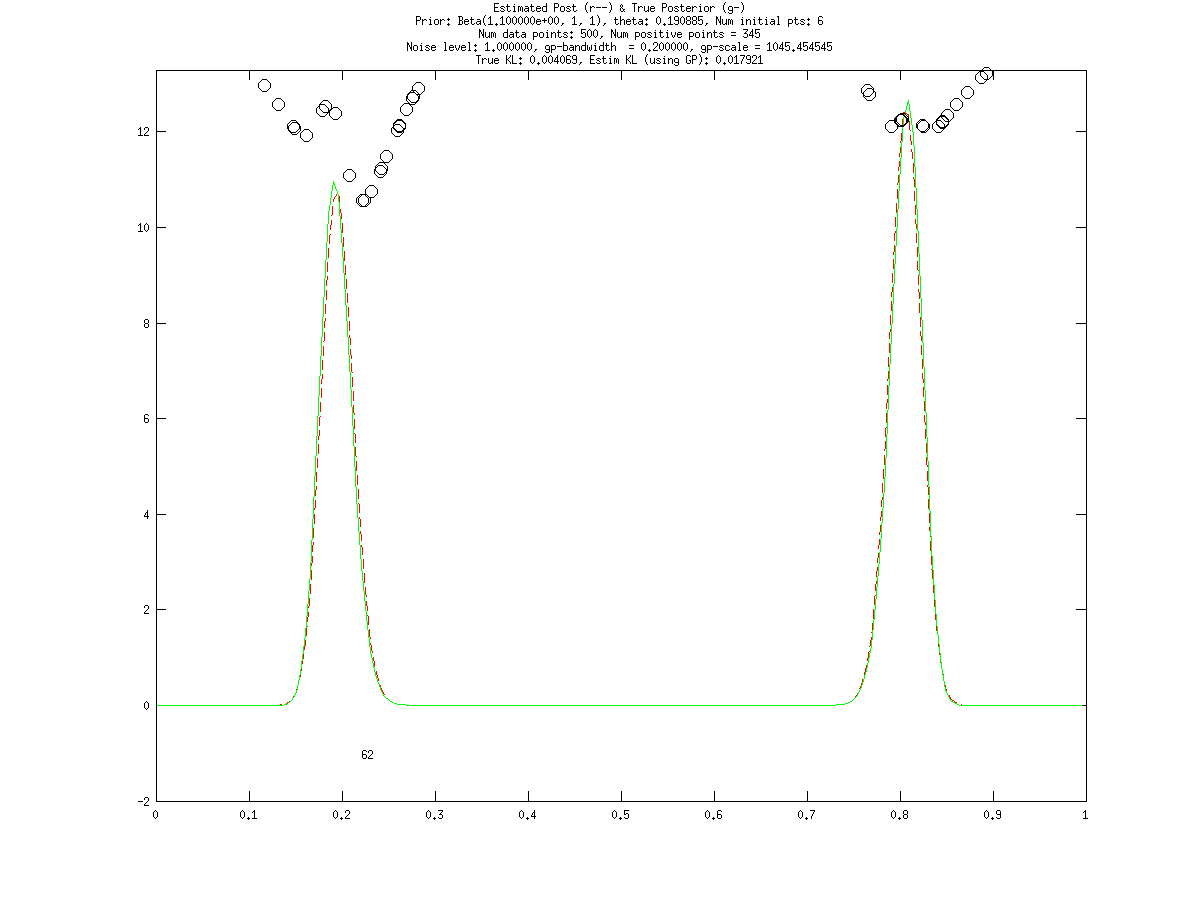 Estimated Post (r--) & True Posterior (g-)
Prior: Beta(1.100000e+00, 1, 1), theta: 0.190885, Num initial pts: 6
Num data points: 500, Num positive points = 345
Noise level: 1.000000, gp-bandwidth  = 0.200000, gp-scale = 1045.454545
True KL: 0.004069, Estim KL (using GP): 0.017921
12
10
8
6
4
2
0
62
-2
0 0.1 0.2 0.3 0.4 0.5 0.6 0.7 0.8 0.9 1